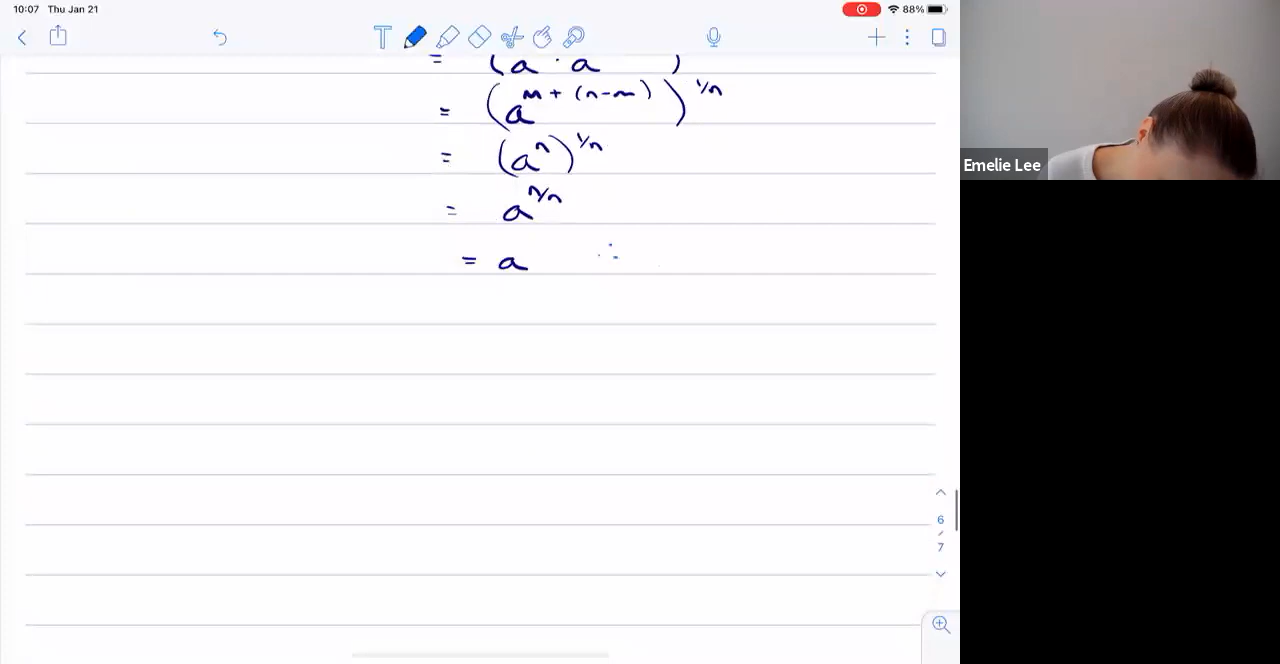 10:07 Thu Jan 21 88%
T
= (a · a )
= (a^{m + (n-m)})^{1/n}
= (a^n)^{1/n}
= a^{n/n}
= a ∴
Emelie Lee
6
/
7